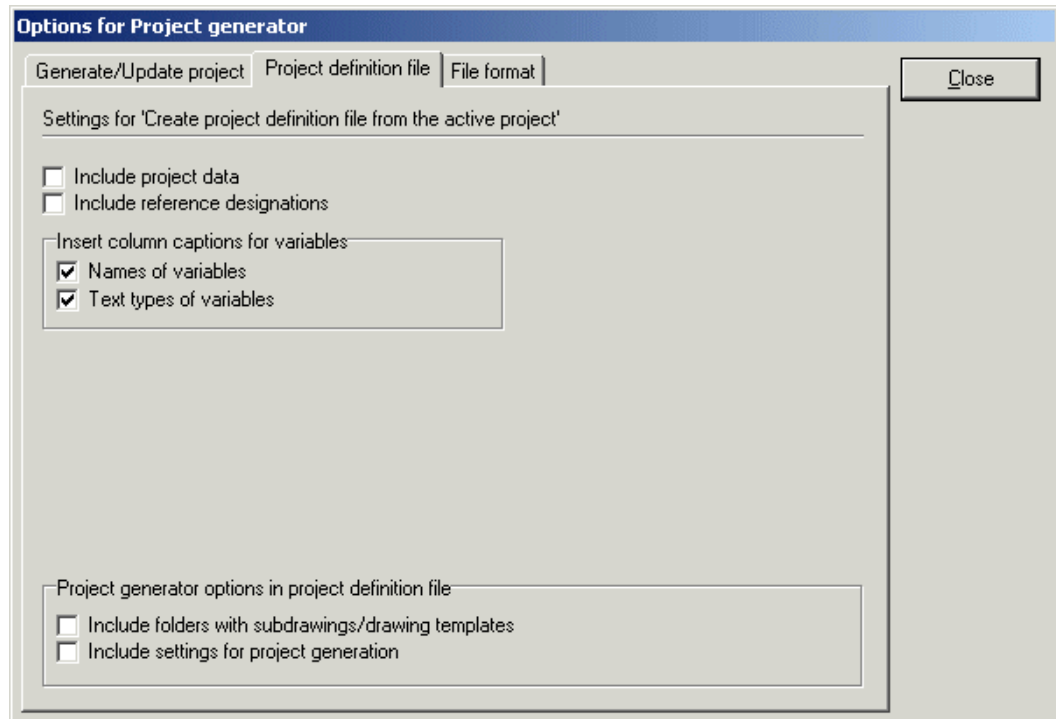 Options for Project generator
Generate/Update project Project definition file File format
Close
Settings for 'Create project definition file from the active project'
Include project data
Include reference designations
Insert column captions for variables
Names of variables
Text types of variables
Project generator options in project definition file
Include folders with subdrawings/drawing templates
Include settings for project generation